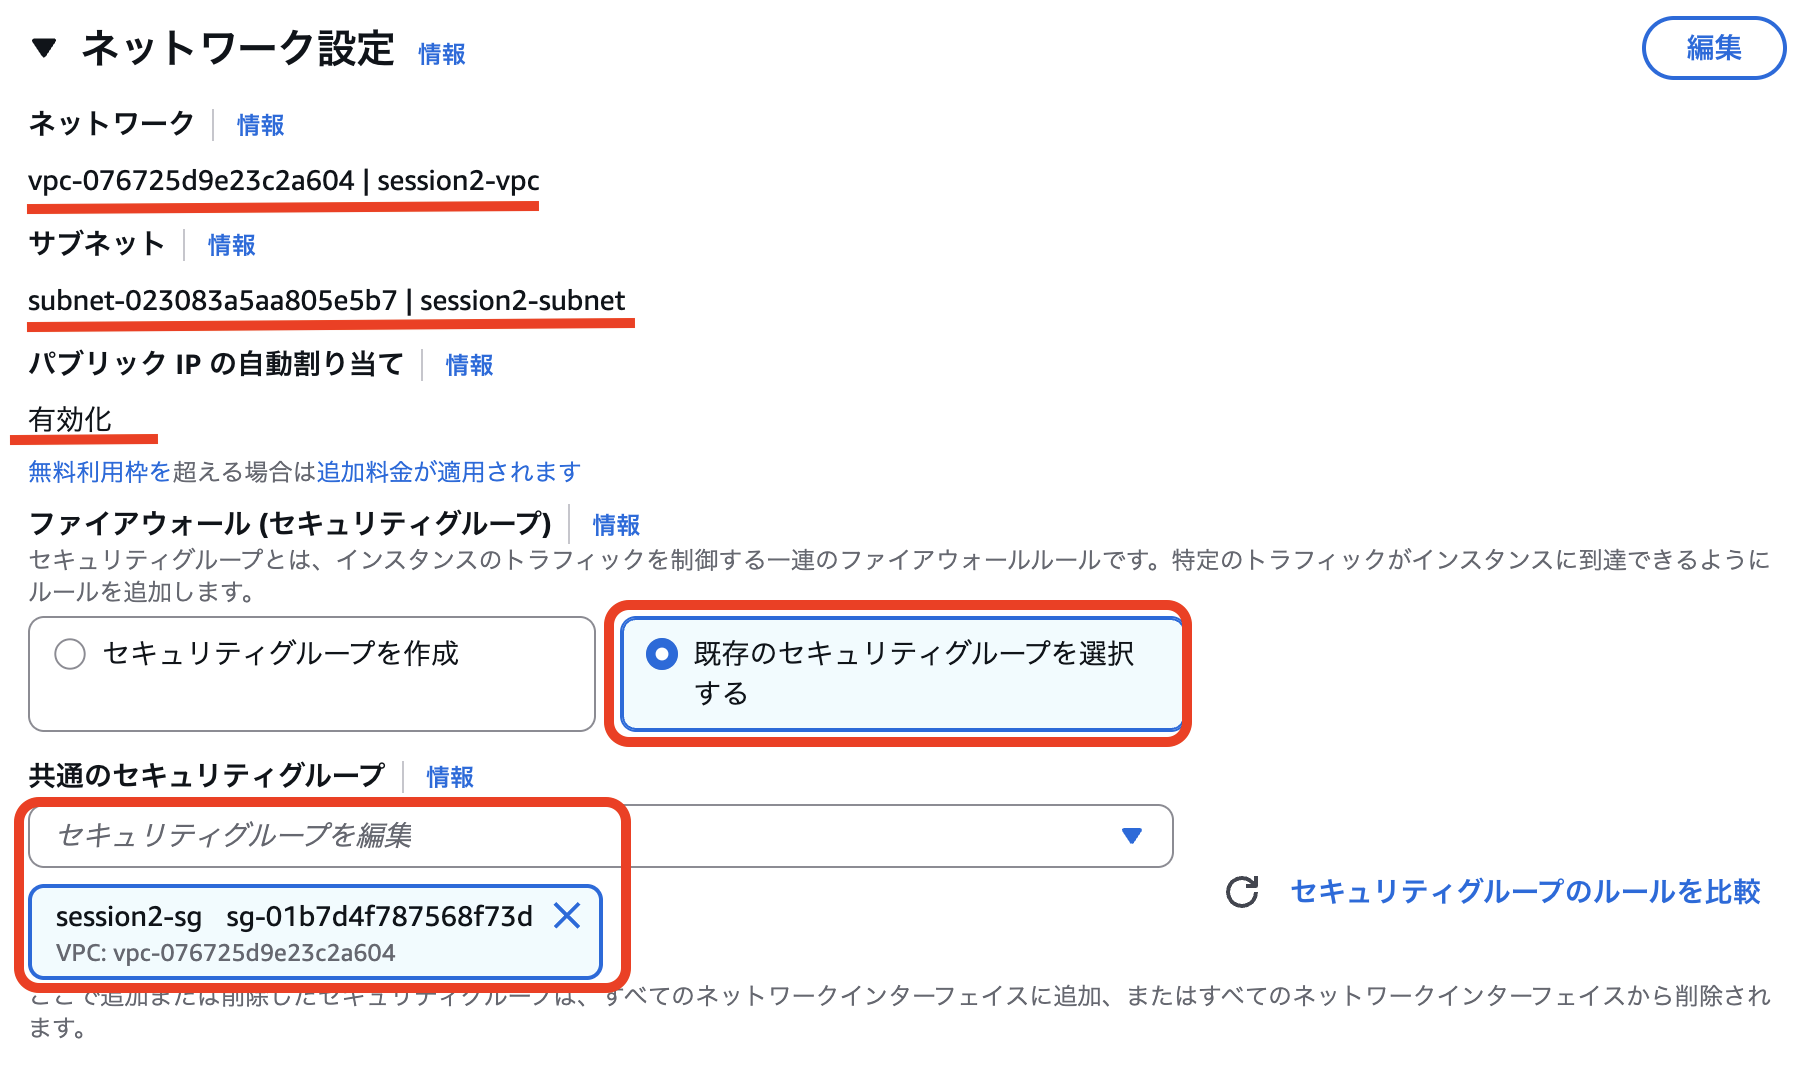 ▼ ネットワーク設定 情報
編集
ネットワーク 情報
vpc-076725d9e23c2a604 | session2-vpc
サブネット 情報
subnet-023083a5aa805e5b7 | session2-subnet
パブリック IP の自動割り当て 情報
有効化
無料利用枠を超える場合は追加料金が適用されます
ファイアウォール (セキュリティグループ) 情報
セキュリティグループとは、インスタンスのトラフィックを制御する一連のファイアウォールルールです。特定のトラフィックがインスタンスに到達できるように
ルールを追加します。
セキュリティグループを作成
既存のセキュリティグループを選択
する
共通のセキュリティグループ 情報
セキュリティグループを編集
session2-sg sg-01b7d4f787568f73d
VPC: vpc-076725d9e23c2a604
セキュリティグループのルールを比較
ここで追加または削除したセキュリティグループは、すべてのネットワークインターフェイスに追加、またはすべてのネットワークインターフェイスから削除され
ます。